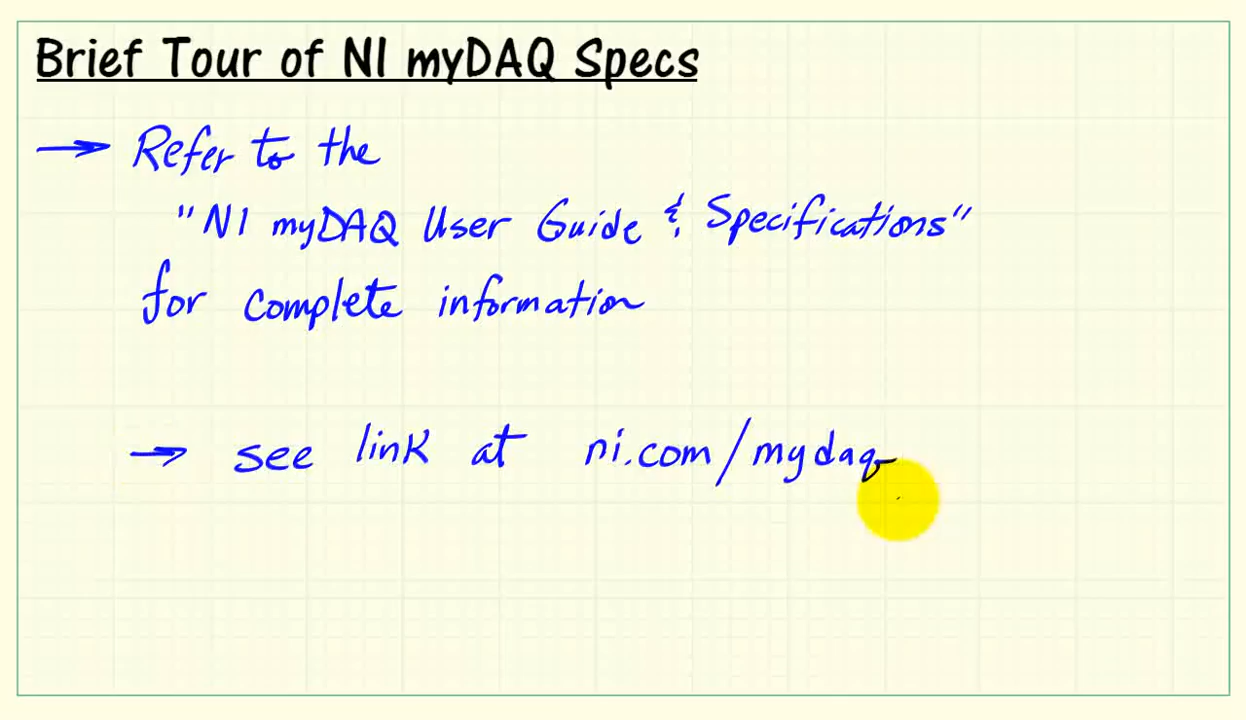 Brief Tour of NI myDAQ Specs
→ Refer to the
"NI myDAQ User Guide & Specifications"
for complete information
→ see link at ni.com/mydaq